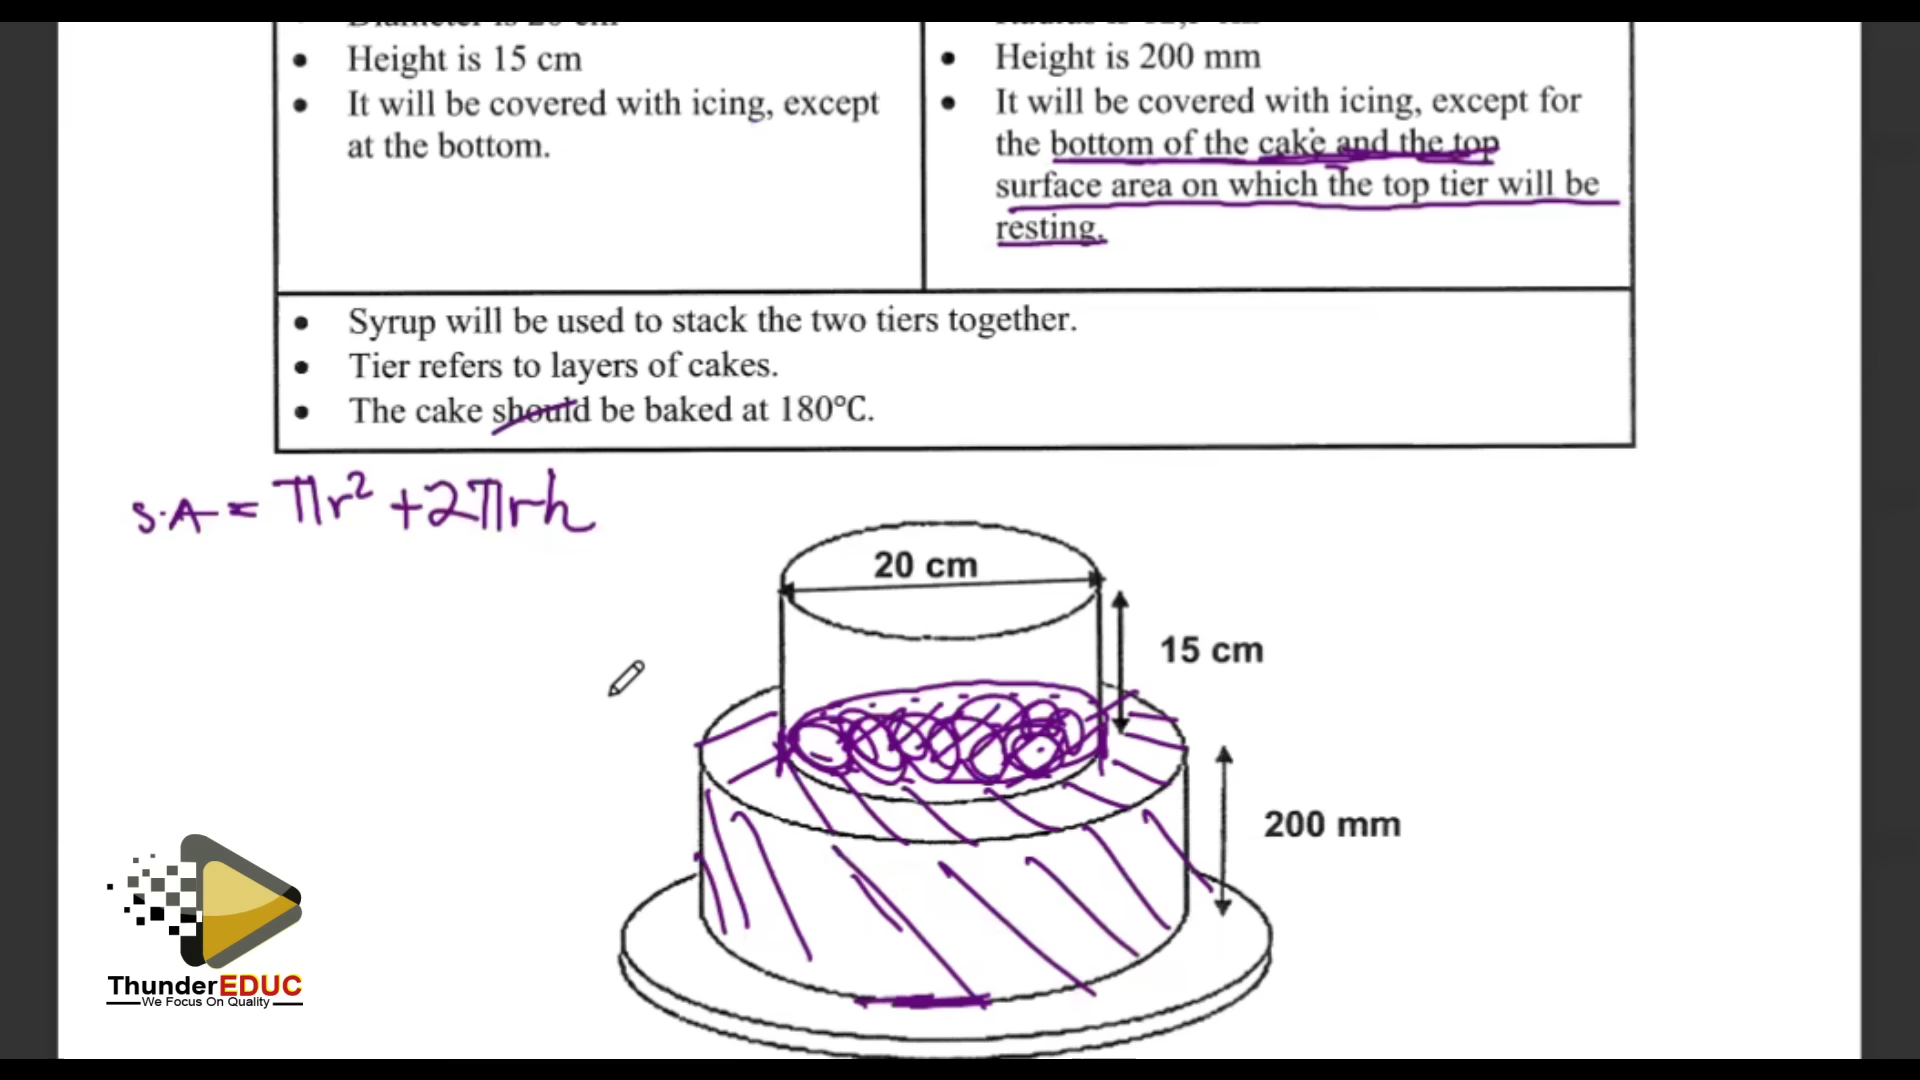 Diameter is 20 cm
• Height is 15 cm
• It will be covered with icing, except
at the bottom.
• Height is 200 mm
• It will be covered with icing, except for
the bottom of the cake and the top
surface area on which the top tier will be
resting.
• Syrup will be used to stack the two tiers together.
• Tier refers to layers of cakes.
• The cake should be baked at 180°C.
S.A = πr² + 2πrh
20 cm
15 cm
200 mm
ThunderEDUC
We Focus On Quality